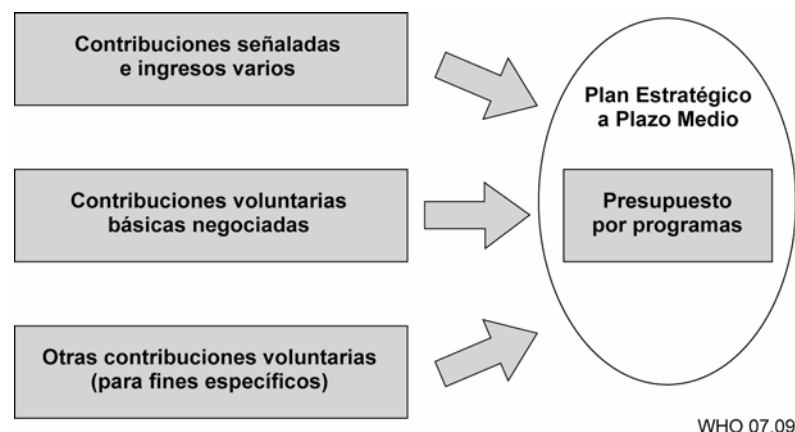 Contribuciones señaladas
e ingresos varios
Plan Estratégico
a Plazo Medio
Contribuciones voluntarias
básicas negociadas
Presupuesto
por programas
Otras contribuciones voluntarias
(para fines específicos)
WHO 07.09